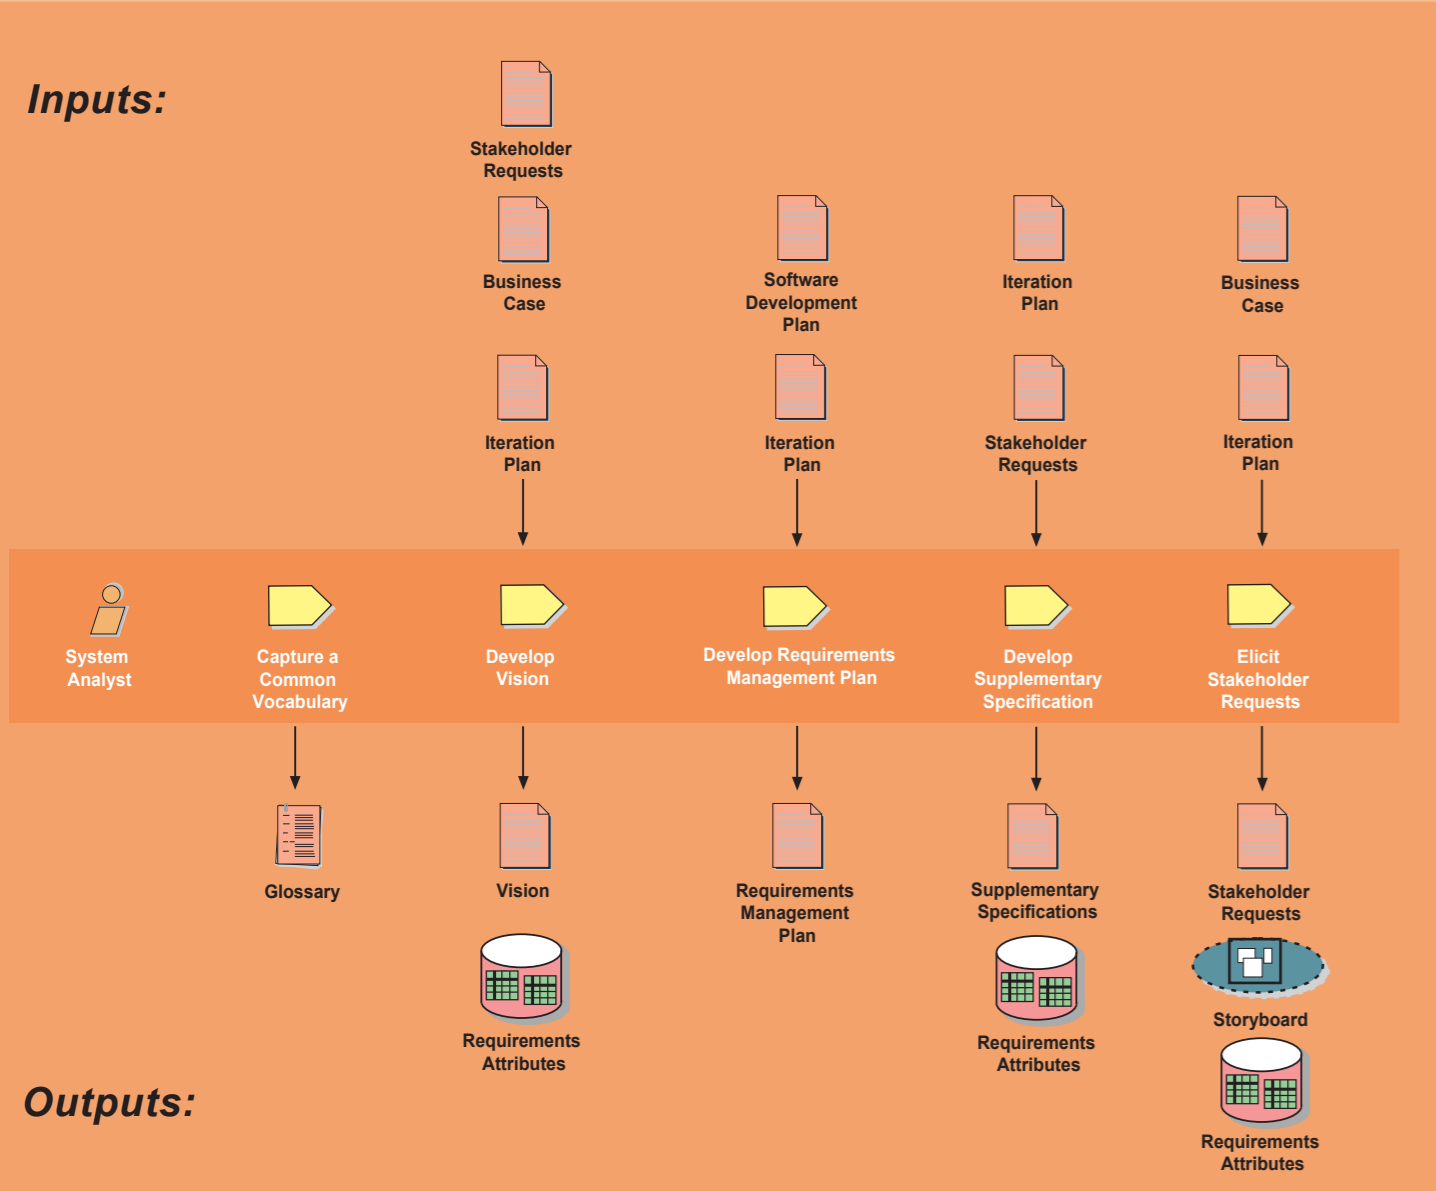 Inputs:
Stakeholder
Requests
Business
Case
Software
Development
Plan
Iteration
Plan
Business
Case
Iteration
Plan
Iteration
Plan
Stakeholder
Requests
Iteration
Plan
System
Analyst
Capture a
Common
Vocabulary
Develop
Vision
Develop Requirements
Management Plan
Develop
Supplementary
Specification
Elicit
Stakeholder
Requests
Glossary
Vision
Requirements
Management
Plan
Supplementary
Specifications
Stakeholder
Requests
Requirements
Attributes
Requirements
Attributes
Storyboard
Outputs:
Requirements
Attributes